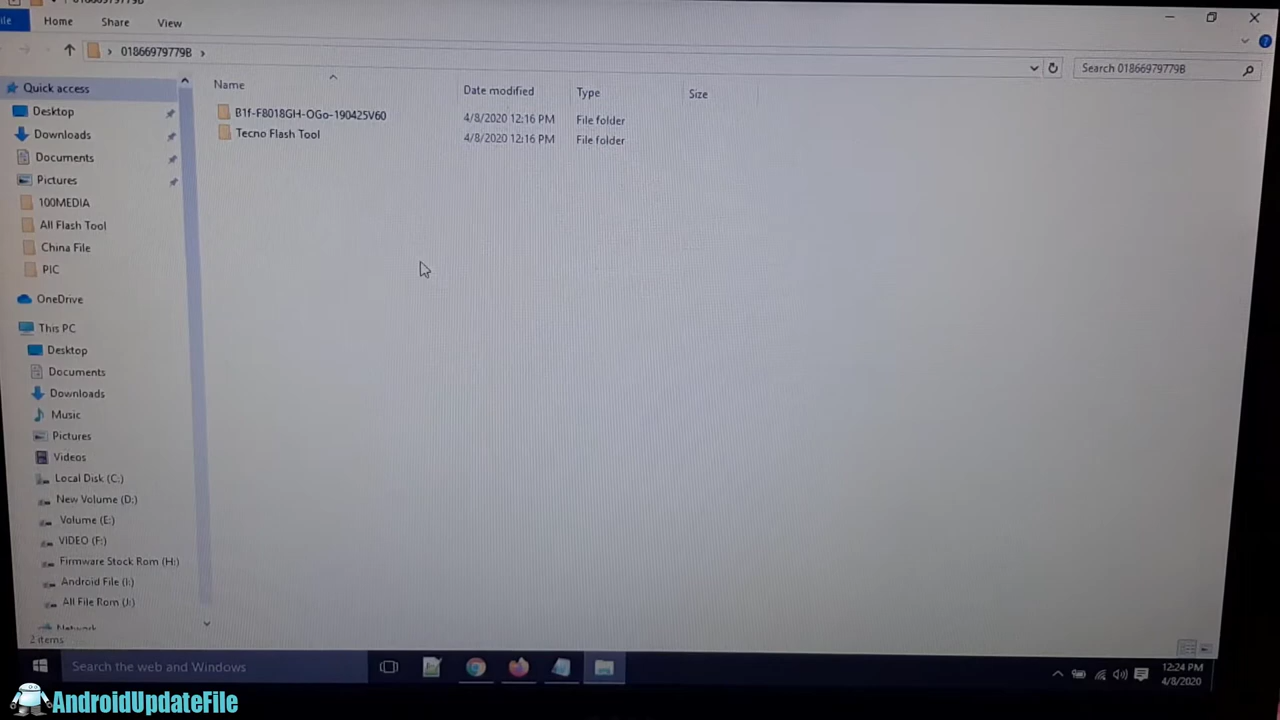 Home Share View
01866979779B
Search 01866979779B
Quick access
Desktop
Downloads
Documents
Pictures
100MEDIA
All Flash Tool
China File
PIC
OneDrive
This PC
Desktop
Documents
Downloads
Music
Pictures
Videos
Local Disk (C:)
New Volume (D:)
Volume (E:)
VIDEO (F:)
Firmware Stock Rom (H:)
Android File (I:)
All File Rom (J:)
Name Date modified Type Size
B1f-F8018GH-OGo-190425V60 4/8/2020 12:16 PM File folder
Tecno Flash Tool 4/8/2020 12:16 PM File folder
2 items
Search the web and Windows
12:24 PM
4/8/2020
AndroidUpdateFile